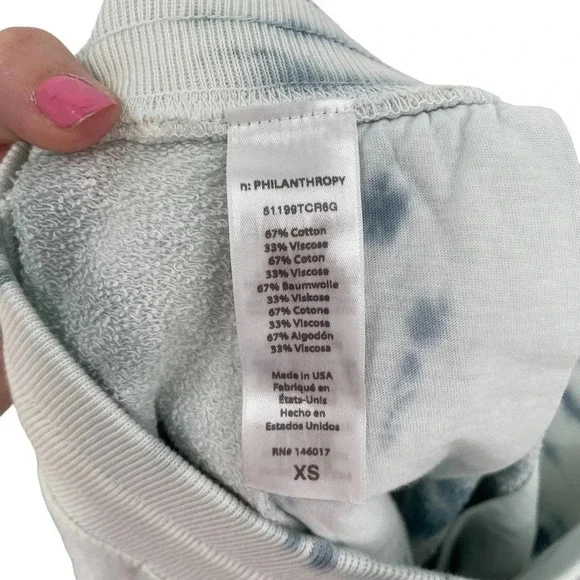 n: PHILANTHROPY
51199TCR6G
67% Cotton
33% Viscose
67% Coton
33% Viscose
67% Baumwolle
33% Viskose
67% Cotone
33% Viscose
67% Algodón
33% Viscosa
Made in USA
Fabriqué en
États-Unis
Hecho en
Estados Unidos
RN# 146017
XS